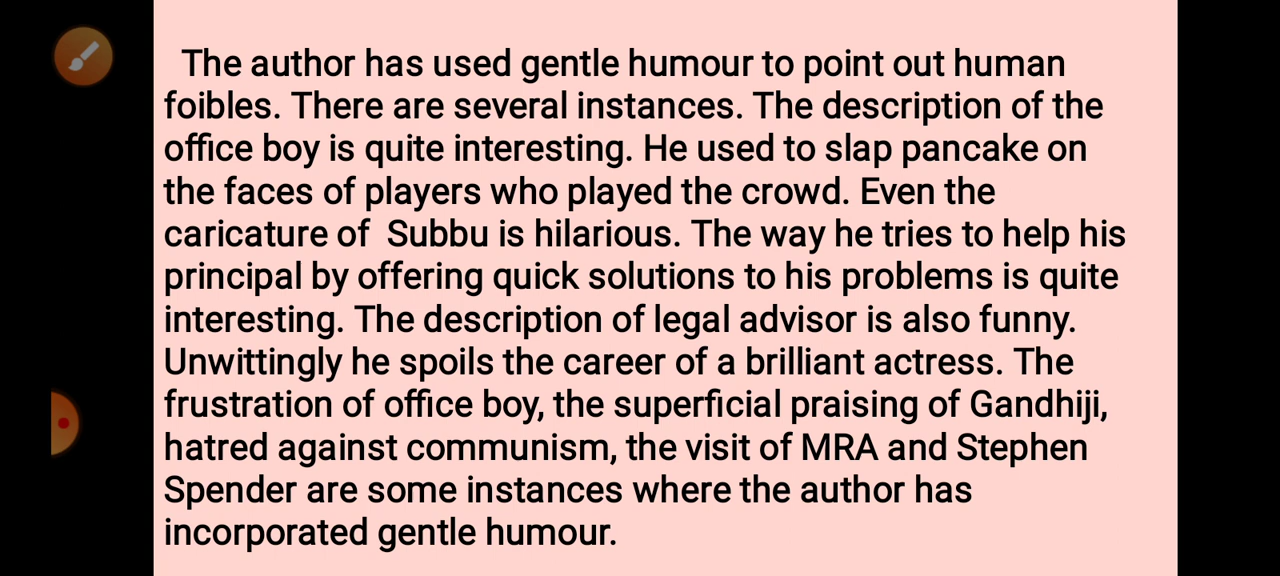 The author has used gentle humour to point out human
foibles. There are several instances. The description of the
office boy is quite interesting. He used to slap pancake on
the faces of players who played the crowd. Even the
caricature of  Subbu is hilarious. The way he tries to help his
principal by offering quick solutions to his problems is quite
interesting. The description of legal advisor is also funny.
Unwittingly he spoils the career of a brilliant actress. The
frustration of office boy, the superficial praising of Gandhiji,
hatred against communism, the visit of MRA and Stephen
Spender are some instances where the author has
incorporated gentle humour.